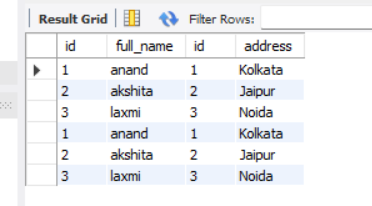 Result Grid Filter Rows:
id full_name id address
1 anand 1 Kolkata
2 akshita 2 Jaipur
3 laxmi 3 Noida
1 anand 1 Kolkata
2 akshita 2 Jaipur
3 laxmi 3 Noida